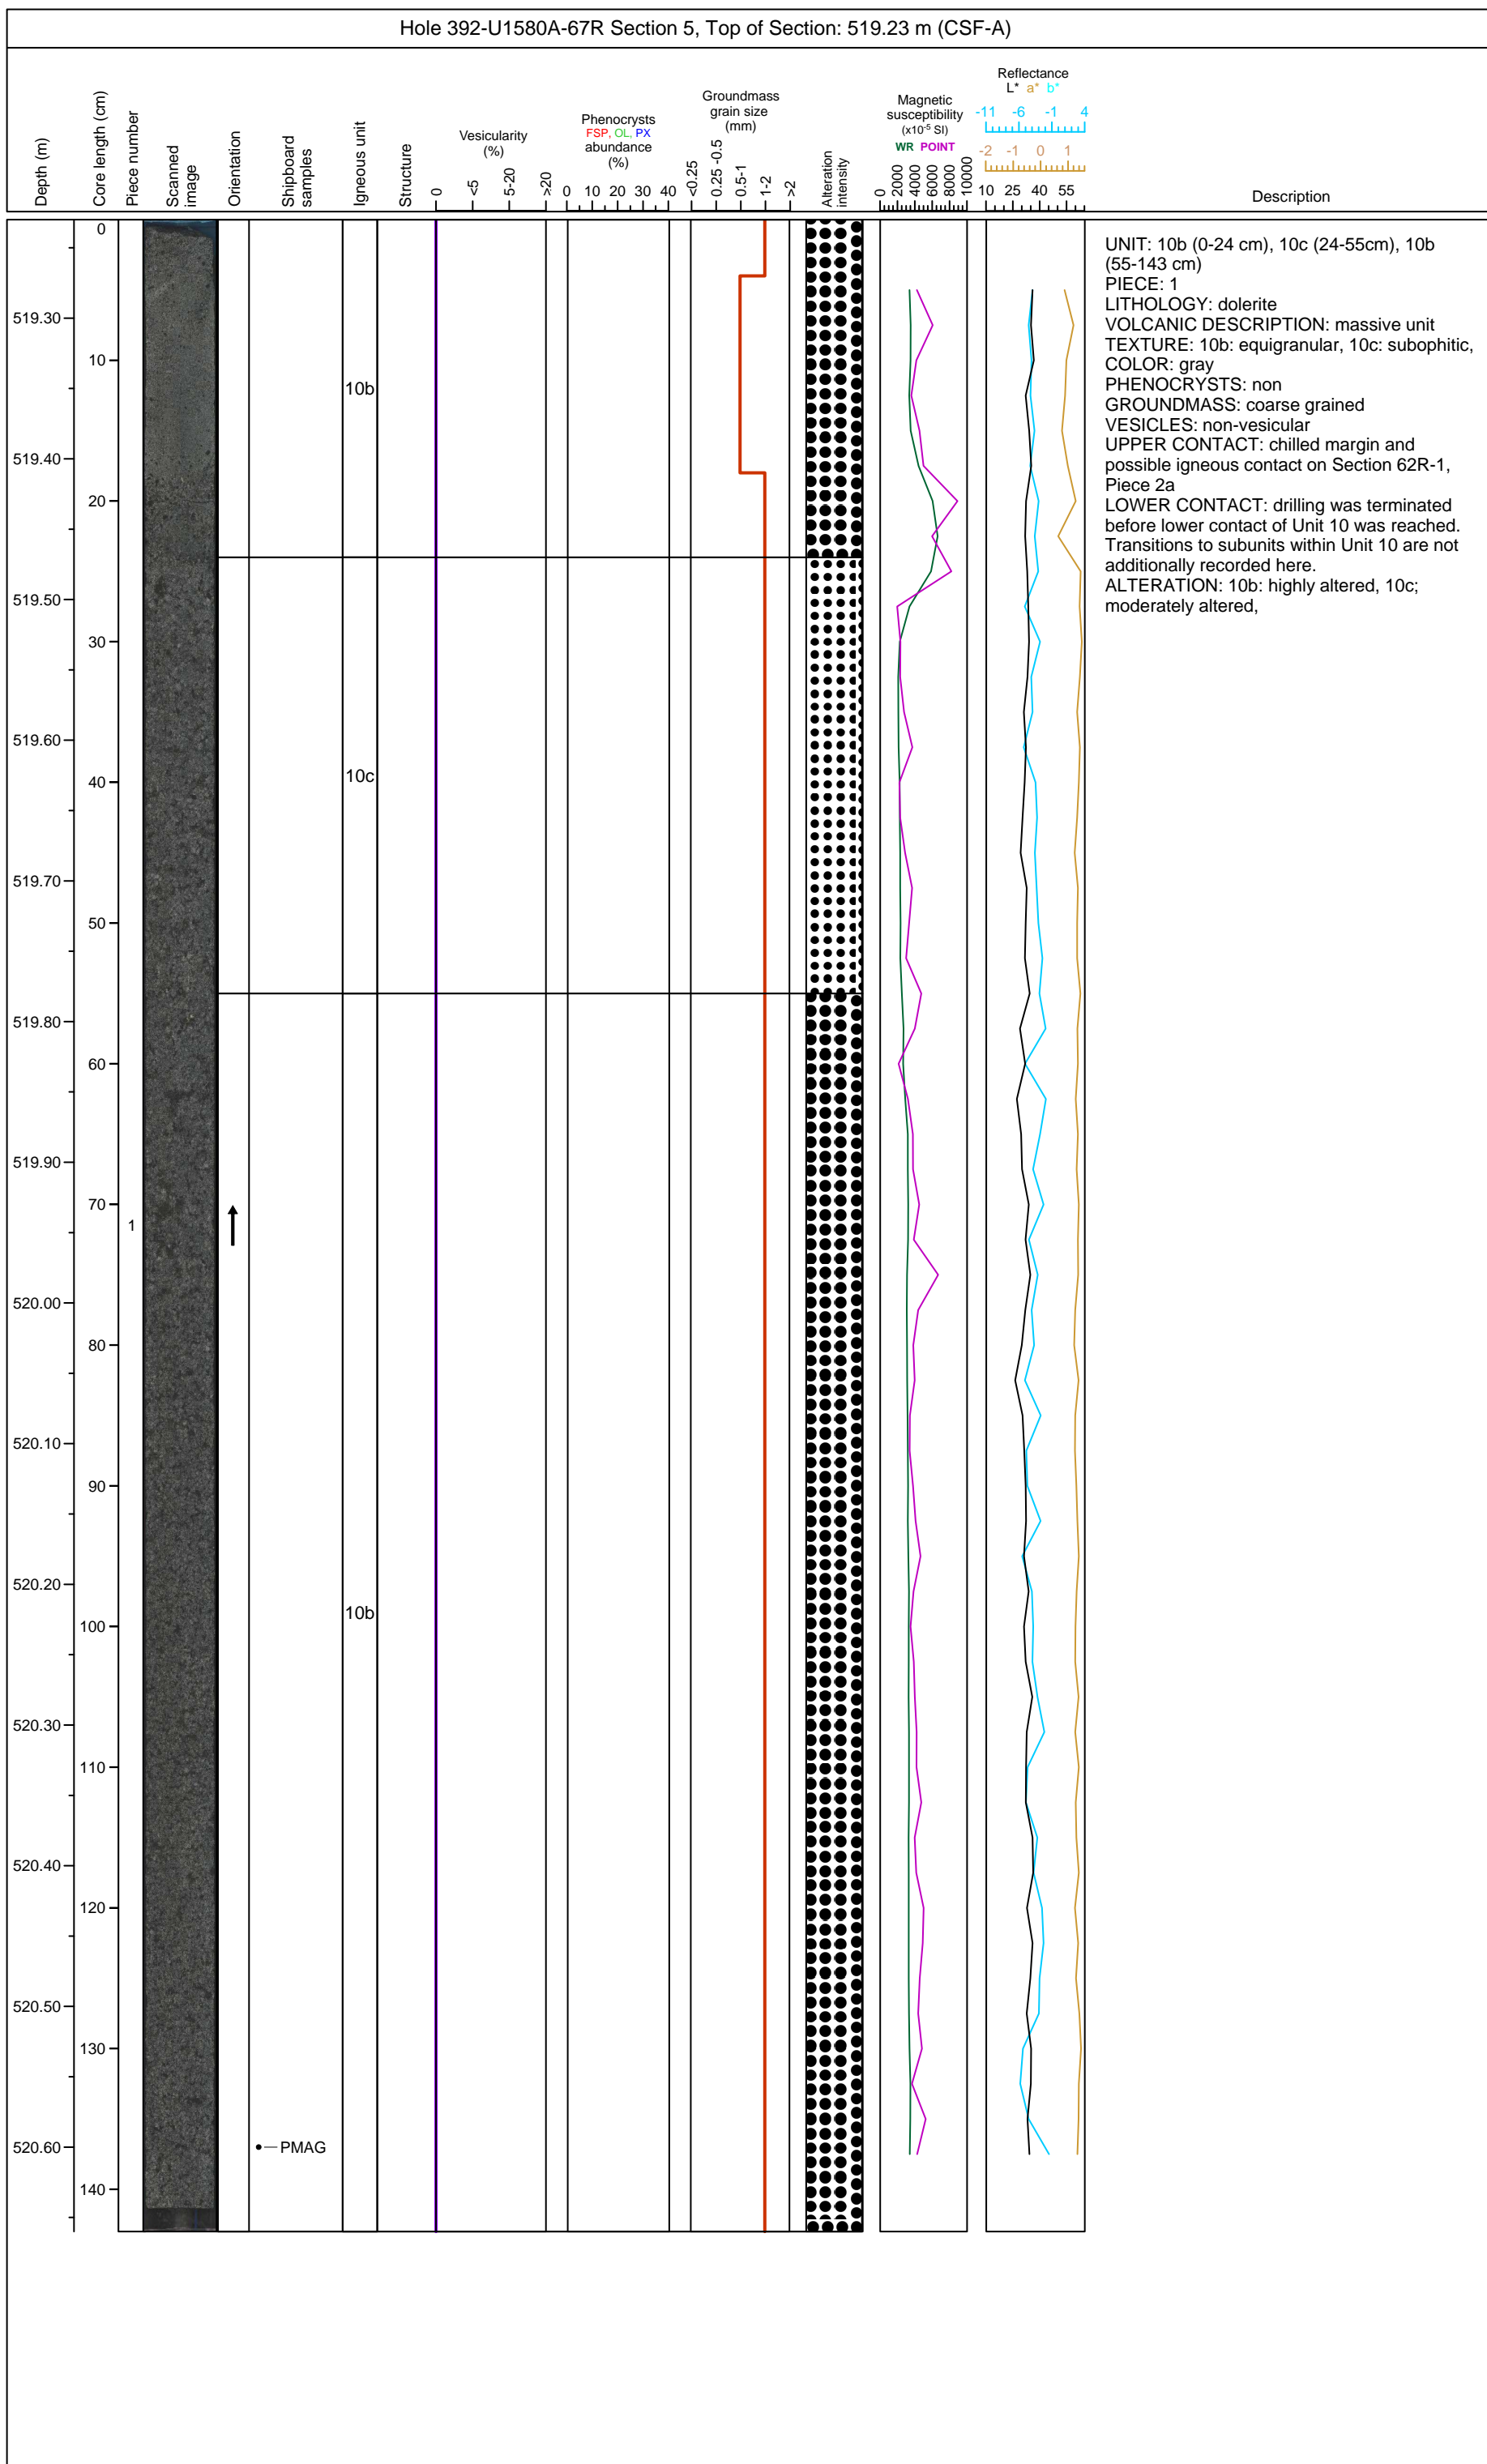 Hole 392-U1580A-67R Section 5, Top of Section: 519.23 m (CSF-A)
Depth (m)
Core length (cm)
Piece number
Scanned
image
Orientation
Shipboard
samples
Igneous unit
Structure
Vesicularity
(%)
0
<5
5-20
>20
Phenocrysts
FSP, OL, PX
abundance
(%)
0 10 20 30 40
Groundmass
grain size
(mm)
<0.25
0.25 -0.5
0.5-1
1-2
>2
Alteration
intensity
Magnetic
susceptibility
(x10-5 SI)
WR POINT
0
2000
4000
6000
8000
10000
Reflectance
L* a* b*
-11 -6 -1 4
-2 -1 0 1
10 25 40 55
Description
0
10
20
30
40
50
60
70
80
90
100
110
120
130
140
519.30
519.40
519.50
519.60
519.70
519.80
519.90
520.00
520.10
520.20
520.30
520.40
520.50
520.60
1
10b
10c
10b
PMAG
UNIT: 10b (0-24 cm), 10c (24-55cm), 10b
(55-143 cm)
PIECE: 1
LITHOLOGY: dolerite
VOLCANIC DESCRIPTION: massive unit
TEXTURE: 10b: equigranular, 10c: subophitic,
COLOR: gray
PHENOCRYSTS: non
GROUNDMASS: coarse grained
VESICLES: non-vesicular
UPPER CONTACT: chilled margin and
possible igneous contact on Section 62R-1,
Piece 2a
LOWER CONTACT: drilling was terminated
before lower contact of Unit 10 was reached.
Transitions to subunits within Unit 10 are not
additionally recorded here.
ALTERATION: 10b: highly altered, 10c;
moderately altered,